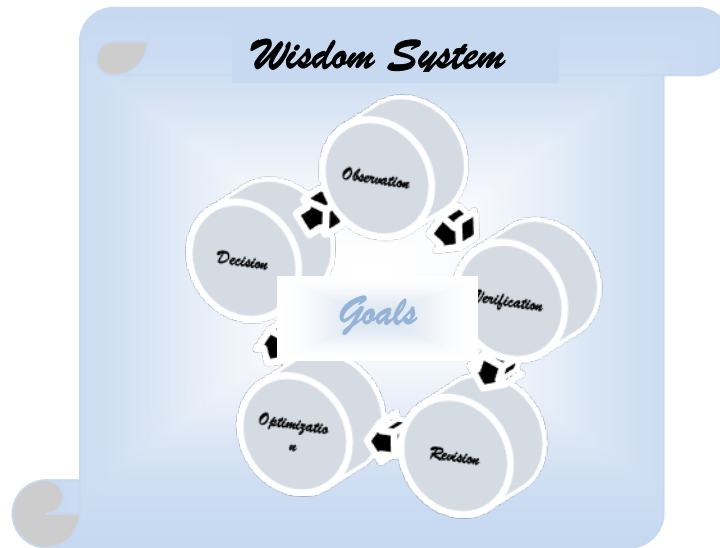 Wisdom System
Observation
Decision
Verification
Goals
Optimizatio
n
Revision